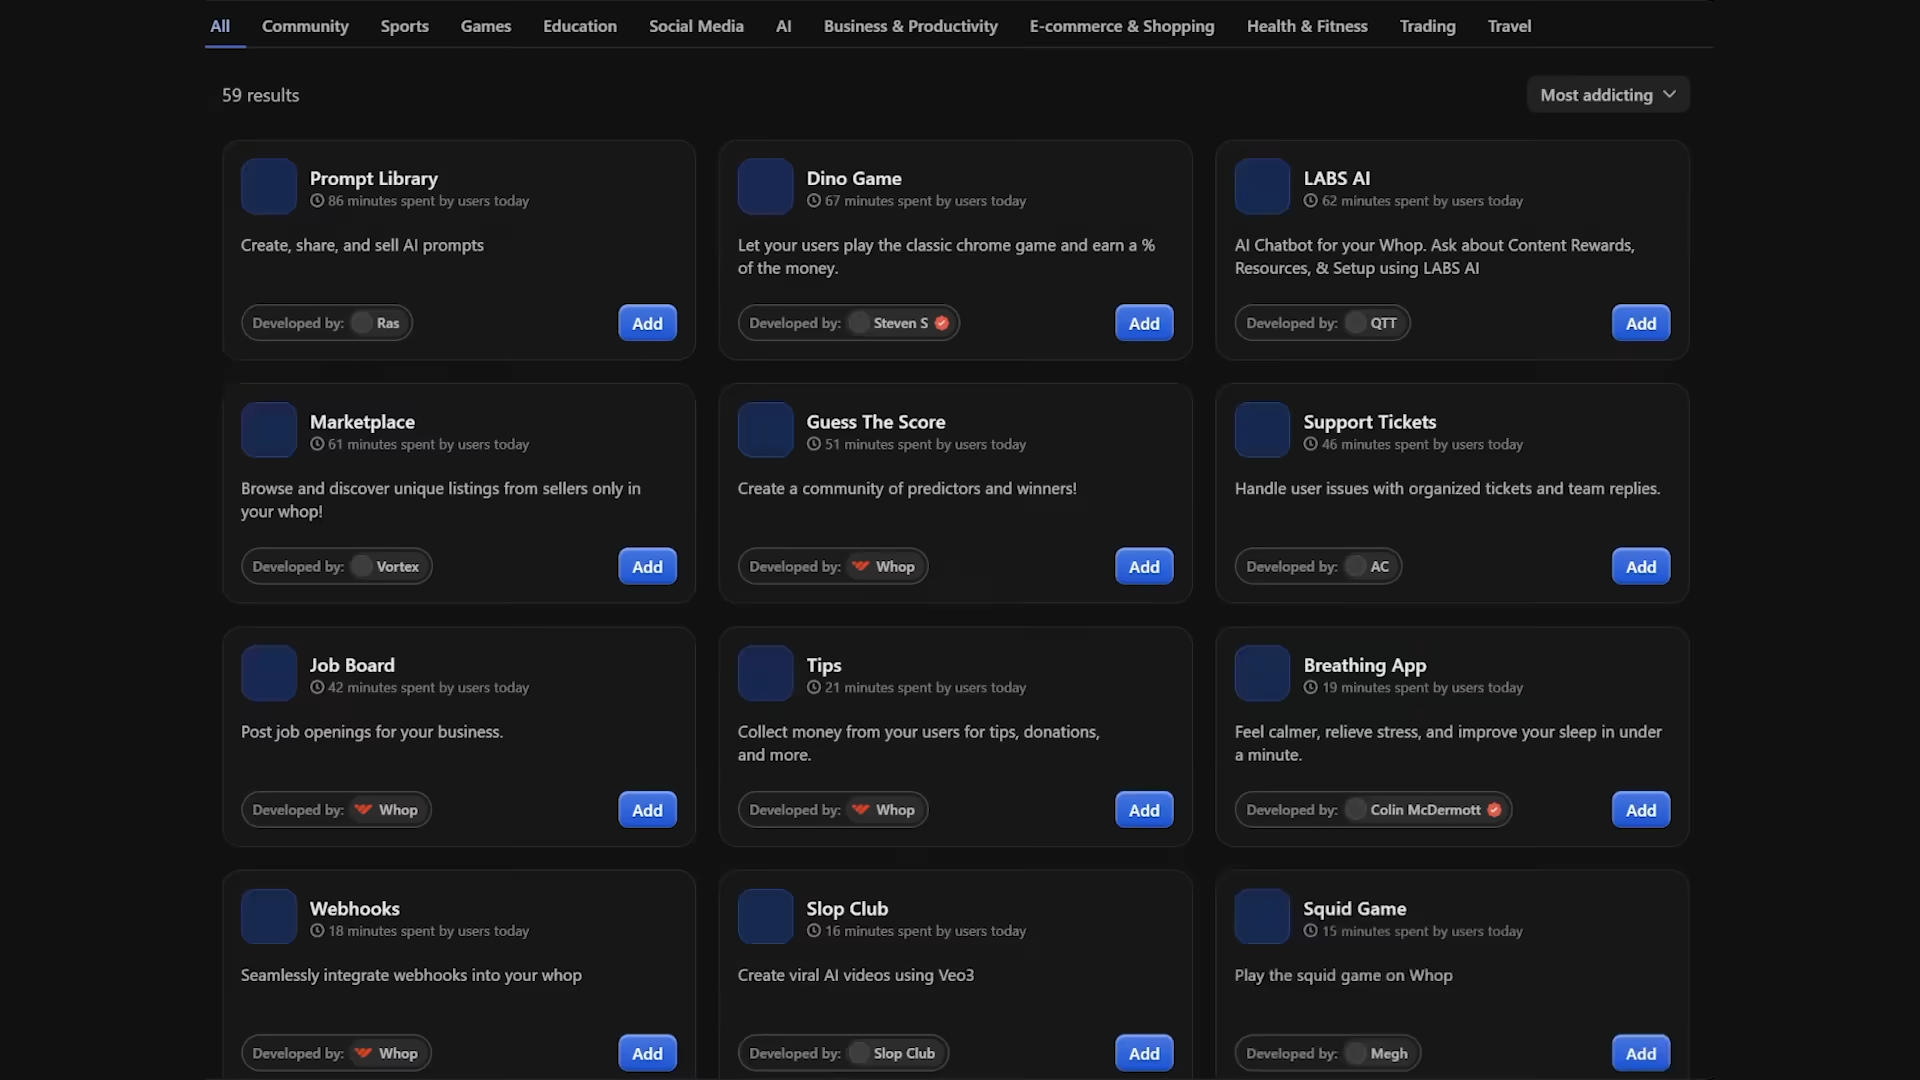 All Community Sports Games Education Social Media AI Business & Productivity E-commerce & Shopping Health & Fitness Trading Travel
59 results
Most addicting
Prompt Library
86 minutes spent by users today
Create, share, and sell AI prompts
Developed by: Ras
Add
Dino Game
67 minutes spent by users today
Let your users play the classic chrome game and earn a %
of the money.
Developed by: Steven S
Add
LABS AI
62 minutes spent by users today
AI Chatbot for your Whop. Ask about Content Rewards,
Resources, & Setup using LABS AI
Developed by: QTT
Add
Marketplace
61 minutes spent by users today
Browse and discover unique listings from sellers only in
your whop!
Developed by: Vortex
Add
Guess The Score
51 minutes spent by users today
Create a community of predictors and winners!
Developed by: Whop
Add
Support Tickets
46 minutes spent by users today
Handle user issues with organized tickets and team replies.
Developed by: AC
Add
Job Board
42 minutes spent by users today
Post job openings for your business.
Developed by: Whop
Add
Tips
21 minutes spent by users today
Collect money from your users for tips, donations,
and more.
Developed by: Whop
Add
Breathing App
19 minutes spent by users today
Feel calmer, relieve stress, and improve your sleep in under
a minute.
Developed by: Colin McDermott
Add
Webhooks
18 minutes spent by users today
Seamlessly integrate webhooks into your whop
Developed by: Whop
Add
Slop Club
16 minutes spent by users today
Create viral AI videos using Veo3
Developed by: Slop Club
Add
Squid Game
15 minutes spent by users today
Play the squid game on Whop
Developed by: Megh
Add